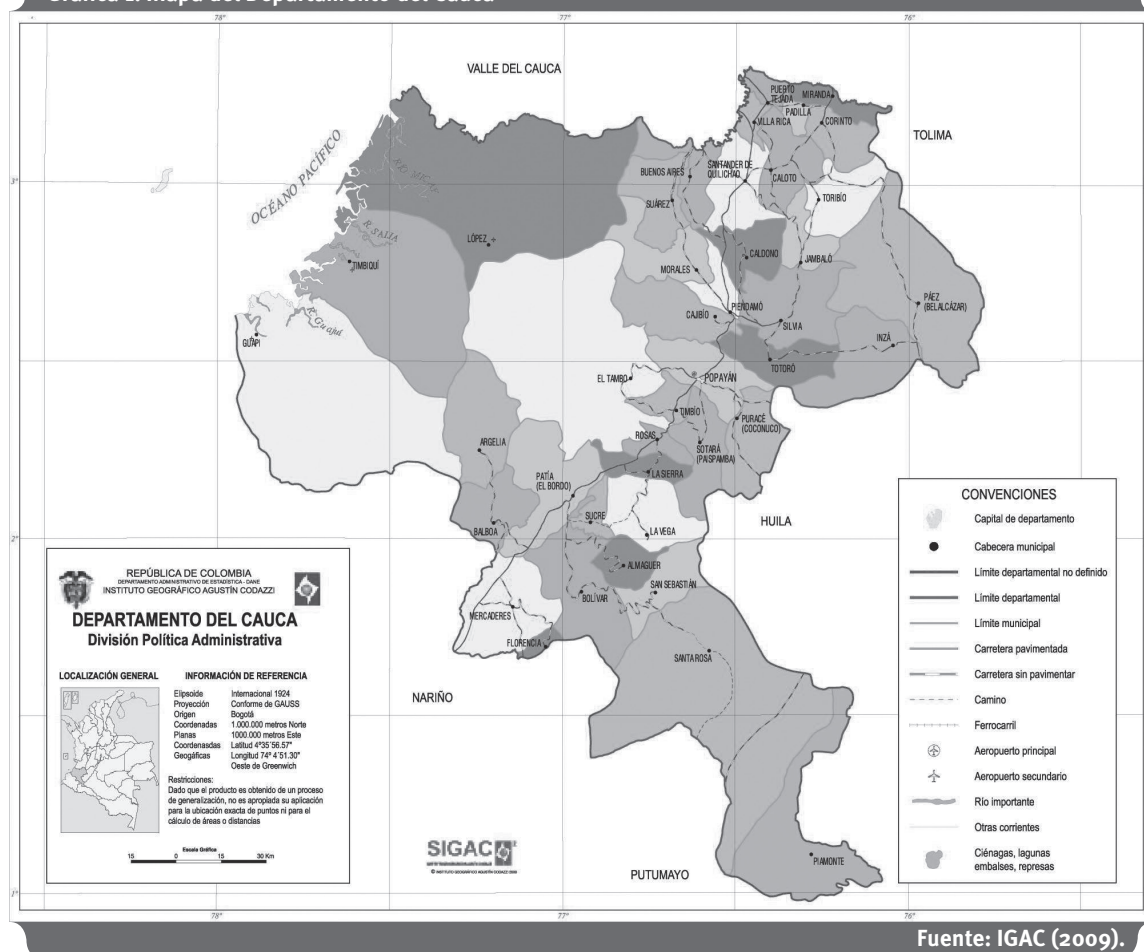 Gráfica 1. Mapa del Departamento del Cauca
78°
77°
76°
VALLE DEL CAUCA
TOLIMA
OCÉANO PACÍFICO
3°
PUERTO
TEJADA
MIRANDA
PADILLA
VILLA RICA
CORINTO
BUENOS AIRES
SANTANDER DE
QUILICHAO
CALOTO
SUÁREZ
TORIBÍO
R. SAIJA
LÓPEZ
TIMBIQUÍ
CALDONO
JAMBALÓ
MORALES
PÁEZ
(BELALCÁZAR)
R. Guajuí
GUAPI
CAJIBÍO
PIENDAMÓ
SILVIA
INZÁ
TOTORÓ
EL TAMBO
POPAYÁN
TIMBÍO
PURACÉ
(COCONUCO)
ROSAS
SOTARÁ
(PAISPAMBA)
ARGELIA
LA SIERRA
PATÍA
(EL BORDO)
HUILA
2°
SUCRE
LA VEGA
BALBOA
ALMAGUER
SAN SEBASTIÁN
BOLÍVAR
MERCADERES
FLORENCIA
SANTA ROSA
NARIÑO
PIAMONTE
PUTUMAYO
1°
78°
77°
76°
REPÚBLICA DE COLOMBIA
DEPARTAMENTO ADMINISTRATIVO DE ESTADÍSTICA - DANE
INSTITUTO GEOGRÁFICO AGUSTÍN CODAZZI
DEPARTAMENTO DEL CAUCA
División Política Administrativa
LOCALIZACIÓN GENERAL
INFORMACIÓN DE REFERENCIA
Elipsoide Internacional 1924
Proyección Conforme de GAUSS
Origen Bogotá
Coordenadas 1.000.000 metros Norte
Planas 1000.000 metros Este
Coordenasdas Latitud 4°35´56.57"
Geográficas Longitud 74° 4´51.30"
Oeste de Greenwich
Restricciones:
Dado que el producto es obtenido de un proceso
de generalización, no es apropiada su aplicación
para la ubicación exacta de puntos ni para el
cálculo de áreas o distancias
Escala Gráfica
15 0 15 30 Km
SIGAC
© INSTITUTO GEOGRÁFICO AGUSTÍN CODAZZI
CONVENCIONES
Capital de departamento
Cabecera municipal
Límite departamental no definido
Límite departamental
Límite municipal
Carretera pavimentada
Carretera sin pavimentar
Camino
Ferrocarril
Aeropuerto principal
Aeropuerto secundario
Río importante
Otras corrientes
Ciénagas, lagunas
embalses, represas
Fuente: IGAC (2009).